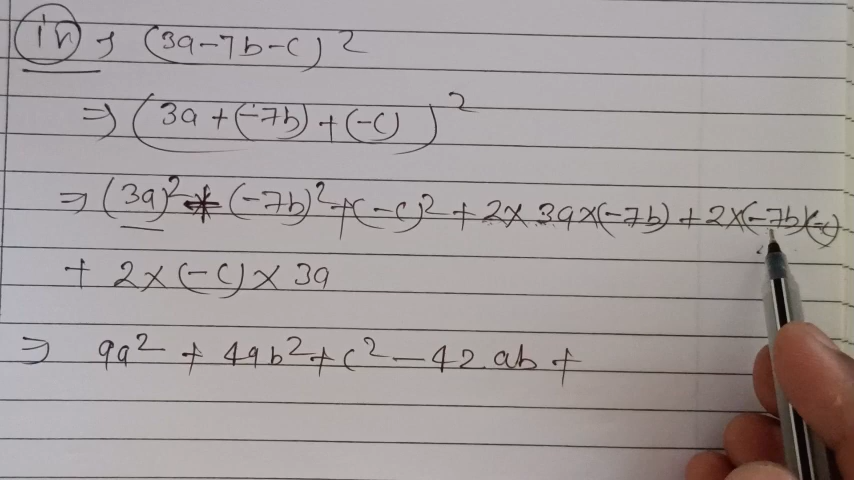 iv → (3a-7b-c)²
⇒ (3a+(-7b)+(-c))²
⇒ (3a)² + (-7b)² + (-c)² + 2×3a×(-7b) + 2×(-7b)(-c)
+ 2×(-c)×3a
⇒ 9a² + 49b² + c² - 42ab +